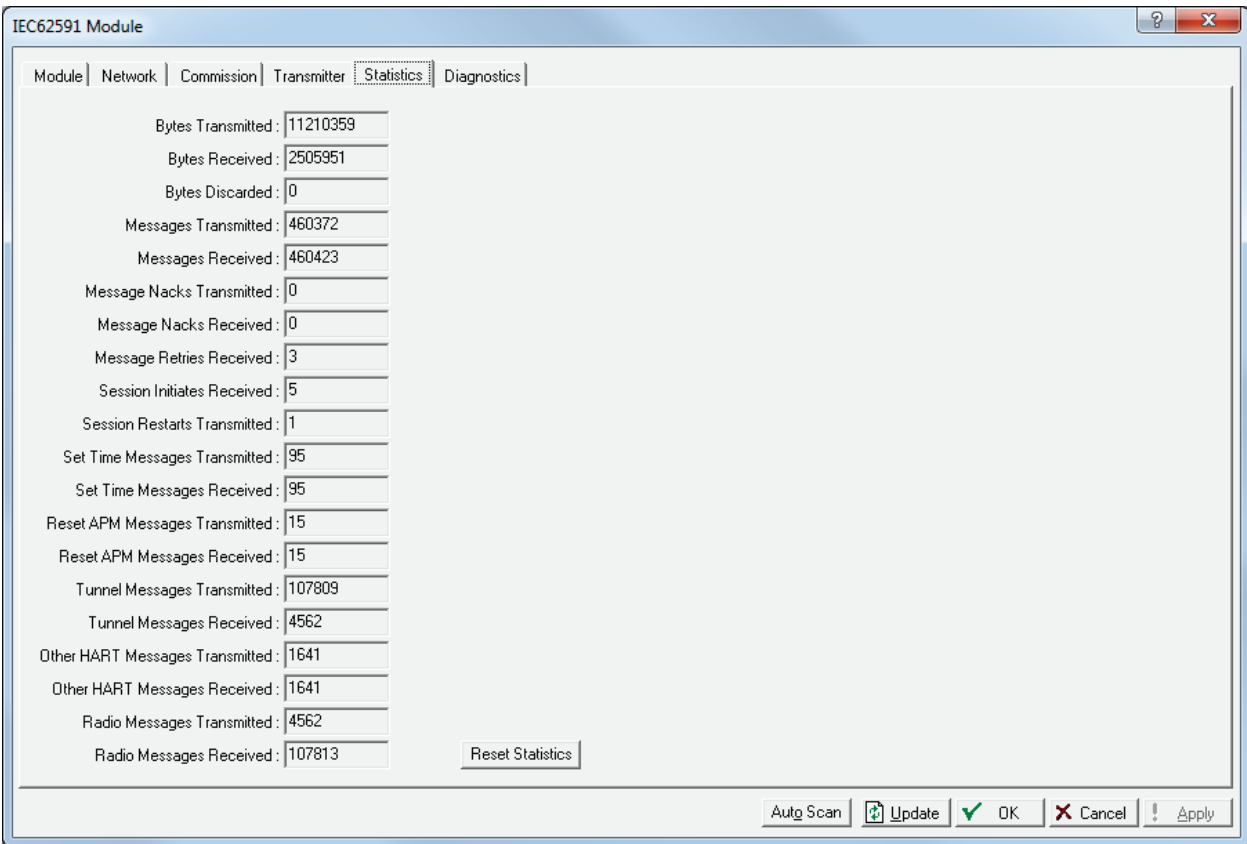 IEC62591 Module
? X
Module Network Commission Transmitter Statistics Diagnostics
Bytes Transmitted : 11210359
Bytes Received : 2505951
Bytes Discarded : 0
Messages Transmitted : 460372
Messages Received : 460423
Message Nacks Transmitted : 0
Message Nacks Received : 0
Message Retries Received : 3
Session Initiates Received : 5
Session Restarts Transmitted : 1
Set Time Messages Transmitted : 95
Set Time Messages Received : 95
Reset APM Messages Transmitted : 15
Reset APM Messages Received : 15
Tunnel Messages Transmitted : 107809
Tunnel Messages Received : 4562
Other HART Messages Transmitted : 1641
Other HART Messages Received : 1641
Radio Messages Transmitted : 4562
Radio Messages Received : 107813 Reset Statistics
Auto Scan Update OK Cancel ! Apply